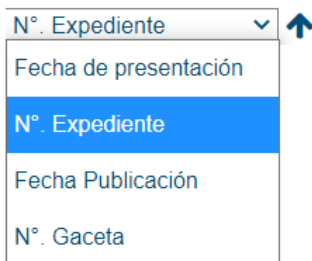 N°. Expediente
Fecha de presentación
N°. Expediente
Fecha Publicación
N°. Gaceta